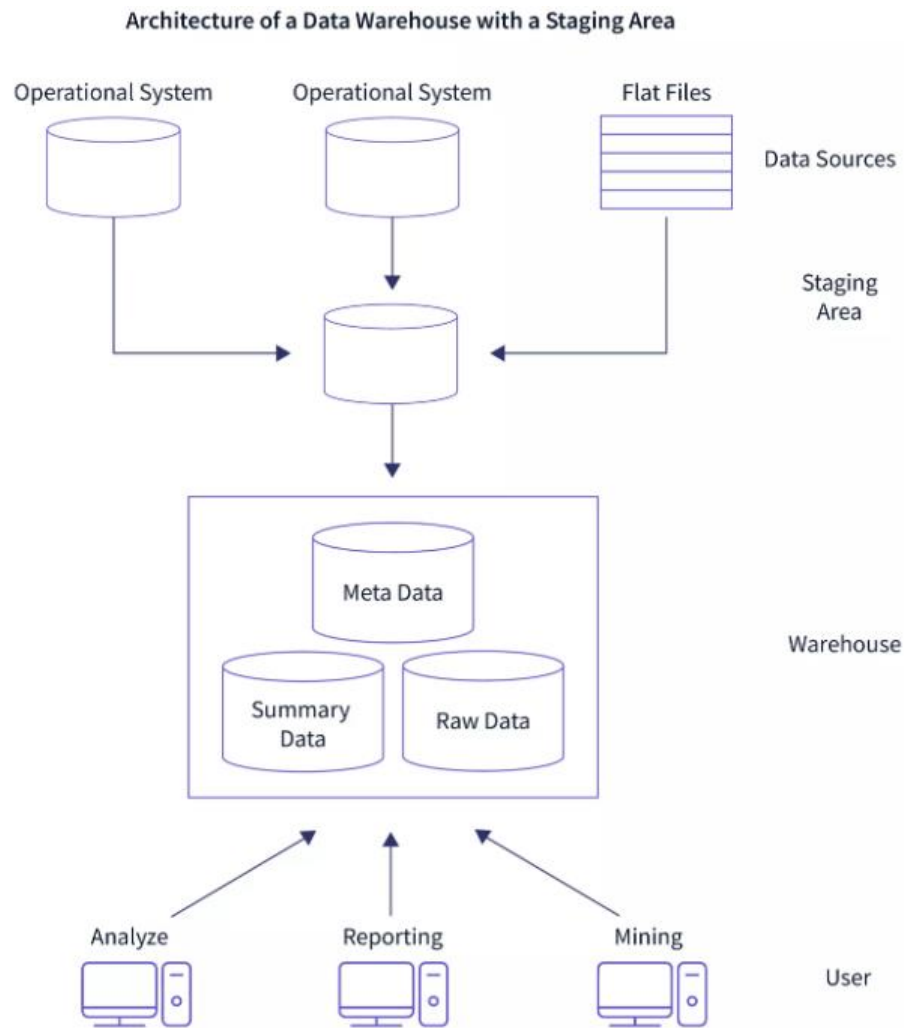 Architecture of a Data Warehouse with a Staging Area
Operational System
Operational System
Flat Files
Data Sources
Staging
Area
Meta Data
Warehouse
Summary
Data
Raw Data
Analyze
Reporting
Mining
User